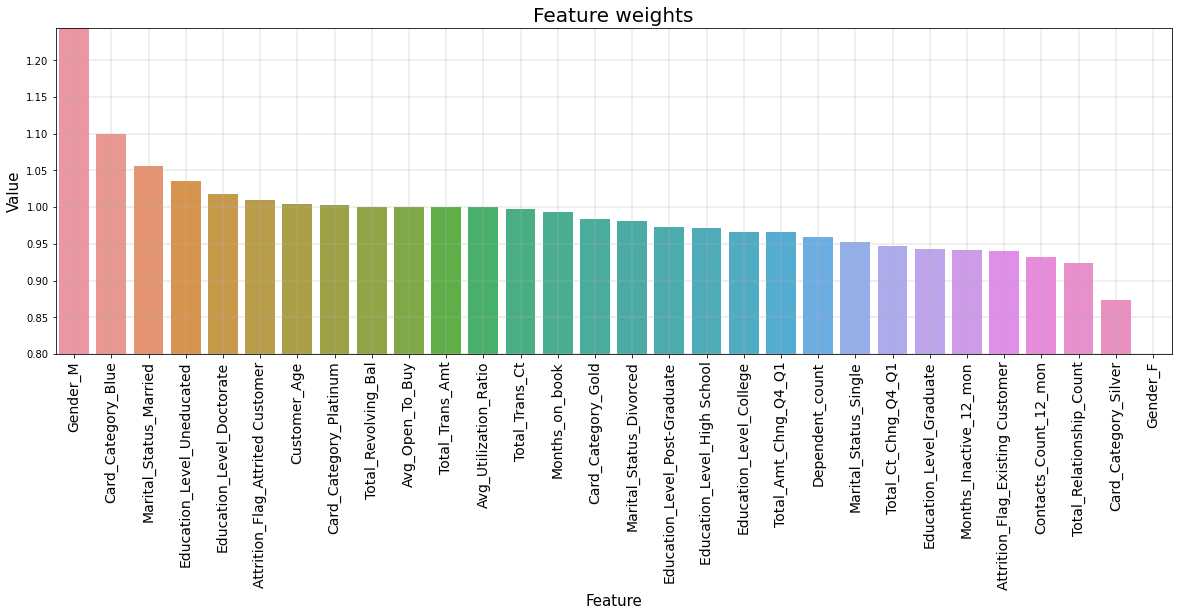 Feature weights
Value
1.20
1.15
1.10
1.05
1.00
0.95
0.90
0.85
0.80
Gender_M
Card_Category_Blue
Marital_Status_Married
Education_Level_Uneducated
Education_Level_Doctorate
Attrition_Flag_Attrited Customer
Customer_Age
Card_Category_Platinum
Total_Revolving_Bal
Avg_Open_To_Buy
Total_Trans_Amt
Avg_Utilization_Ratio
Total_Trans_Ct
Months_on_book
Card_Category_Gold
Marital_Status_Divorced
Education_Level_Post-Graduate
Education_Level_High School
Education_Level_College
Total_Amt_Chng_Q4_Q1
Dependent_count
Marital_Status_Single
Total_Ct_Chng_Q4_Q1
Education_Level_Graduate
Months_Inactive_12_mon
Attrition_Flag_Existing Customer
Contacts_Count_12_mon
Total_Relationship_Count
Card_Category_Silver
Gender_F
Feature